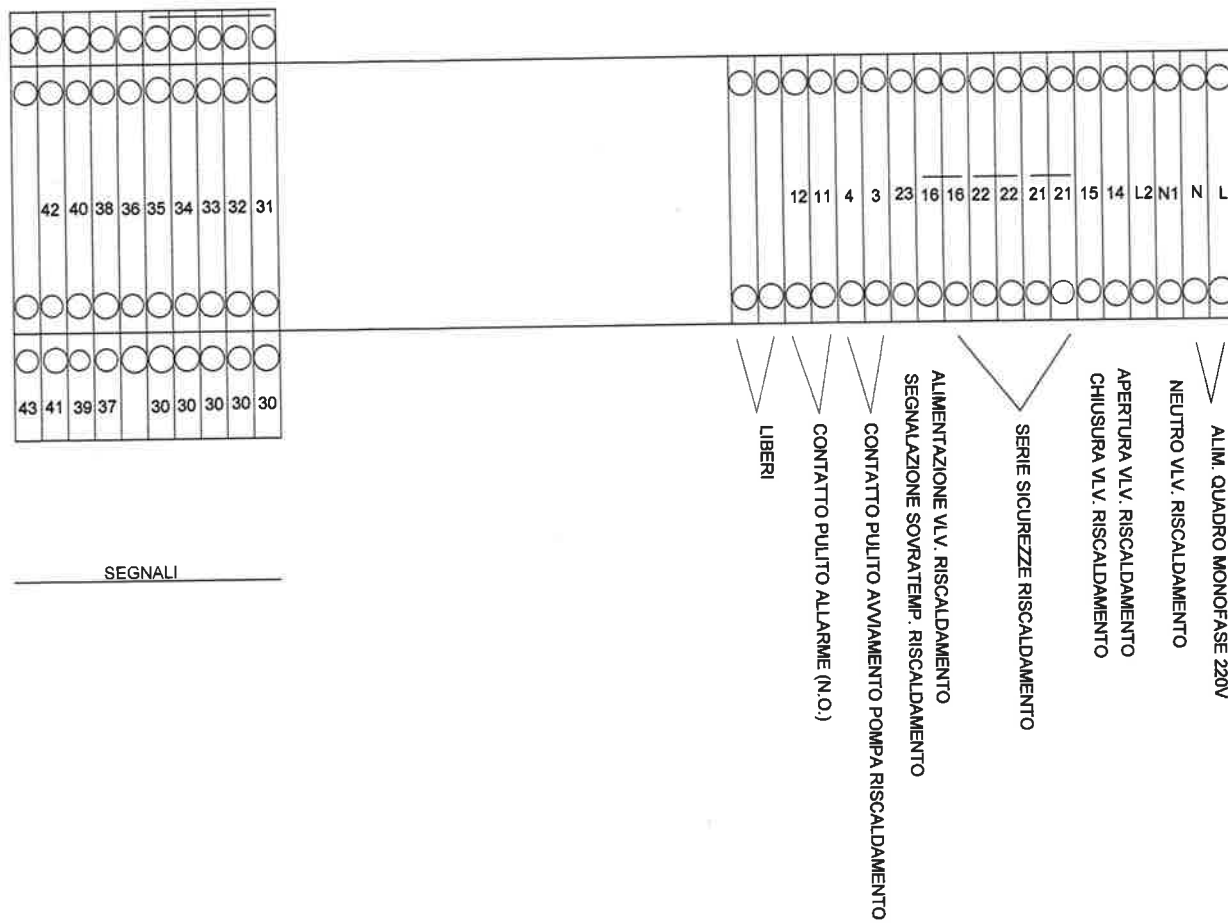 42 40 38 36 35 34 33 32 31
43 41 39 37 30 30 30 30 30
SEGNALI
12 11 4 3 23 16 16 22 22 21 21 15 14 L2 N1 N L
LIBERI
CONTATTO PULITO ALLARME (N.O.)
CONTATTO PULITO AVVIAMENTO POMPA RISCALDAMENTO
SEGNALAZIONE SOVRATEMP. RISCALDAMENTO
ALIMENTAZIONE VLV. RISCALDAMENTO
SERIE SICUREZZE RISCALDAMENTO
CHIUSURA VLV. RISCALDAMENTO
APERTURA VLV. RISCALDAMENTO
NEUTRO VLV. RISCALDAMENTO
ALIM. QUADRO MONOFASE 220V